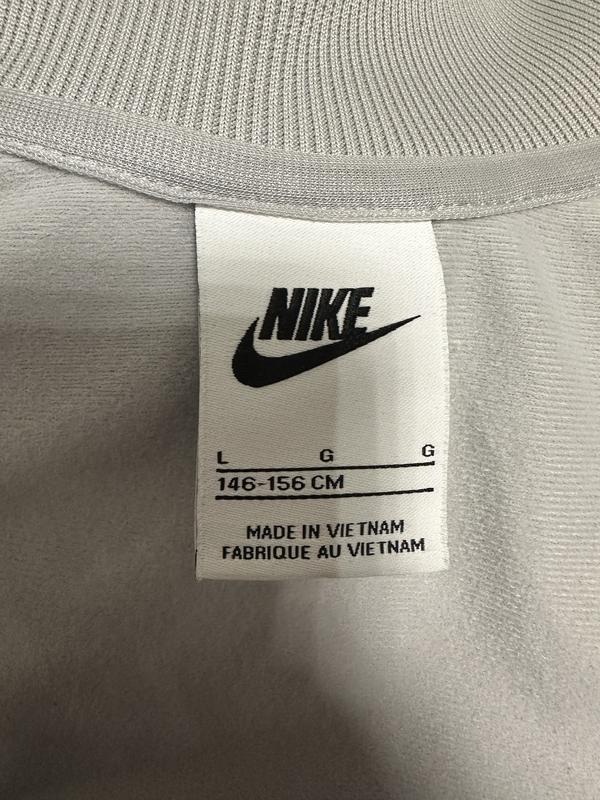 NIKE
L G G
146-156 CM
MADE IN VIETNAM
FABRIQUE AU VIETNAM